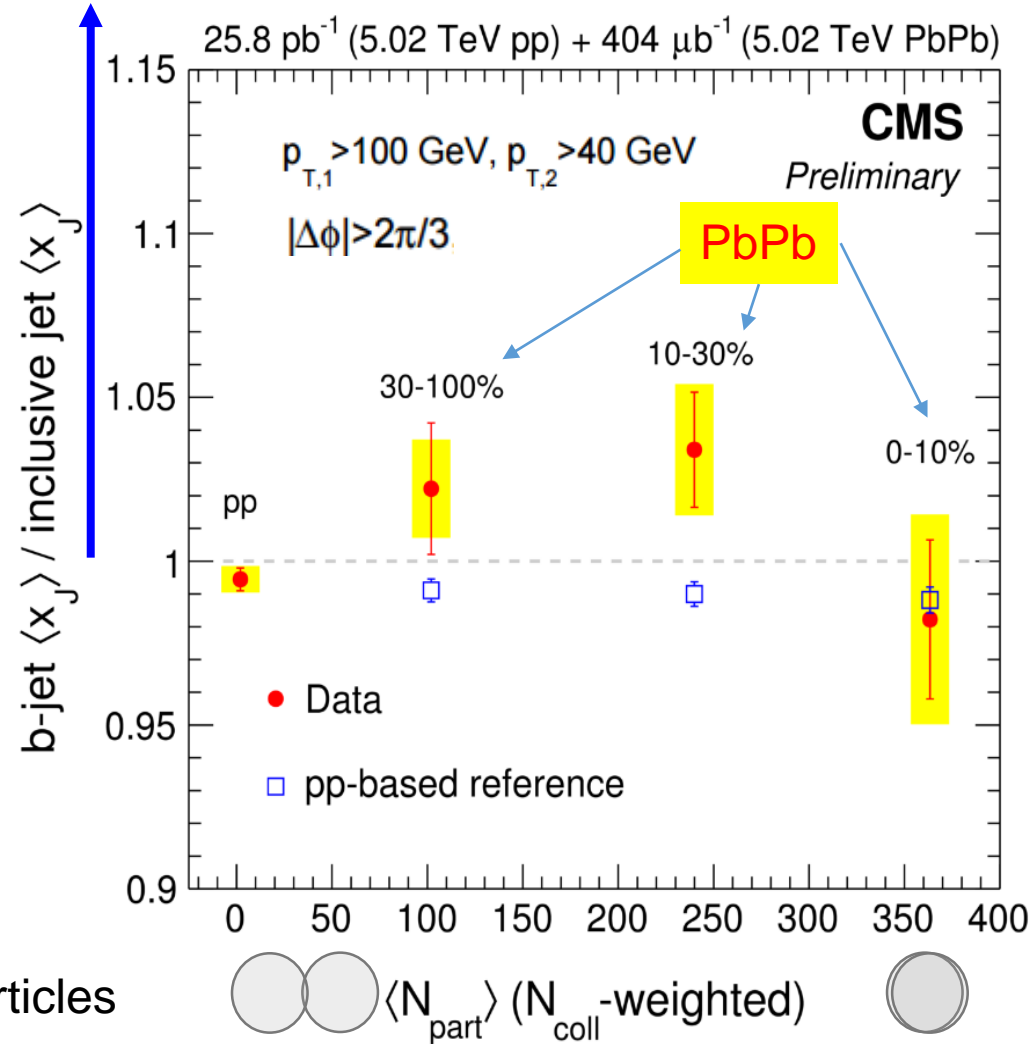 25.8 pb⁻¹ (5.02 TeV pp) + 404 μb⁻¹ (5.02 TeV PbPb)
CMS
Preliminary
p_T,1>100 GeV, p_T,2>40 GeV
|Δϕ|>2π/3
PbPb
30-100%
10-30%
0-10%
pp
Data
pp-based reference
b-jet ⟨x_J⟩ / inclusive jet ⟨x_J⟩
1.15
1.1
1.05
1
0.95
0.9
0 50 100 150 200 250 300 350 400
⟨N_part⟩ (N_coll-weighted)